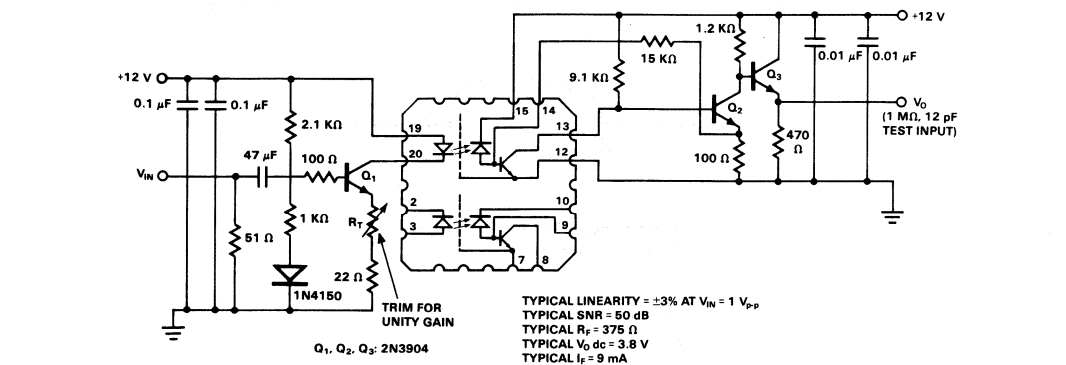 +12 V
1.2 KΩ
15 KΩ
0.01 µF
0.01 µF
9.1 KΩ
Q3
+12 V
0.1 µF
0.1 µF
15
14
Q2
VO
(1 MΩ, 12 pF
TEST INPUT)
2.1 KΩ
19
13
470
Ω
47 µF
100 Ω
20
12
100 Ω
VIN
Q1
2
10
1 KΩ
RT
3
9
51 Ω
7
8
22 Ω
1N4150
TRIM FOR
UNITY GAIN
Q1, Q2, Q3: 2N3904
TYPICAL LINEARITY = ±3% AT VIN = 1 Vp-p
TYPICAL SNR = 50 dB
TYPICAL RF = 375 Ω
TYPICAL VO dc = 3.8 V
TYPICAL IF = 9 mA